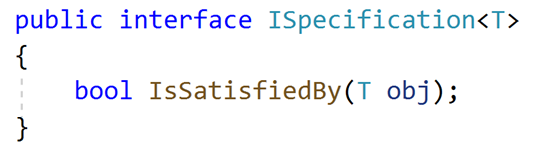 public interface ISpecification<T>
{
    bool IsSatisfiedBy(T obj);
}